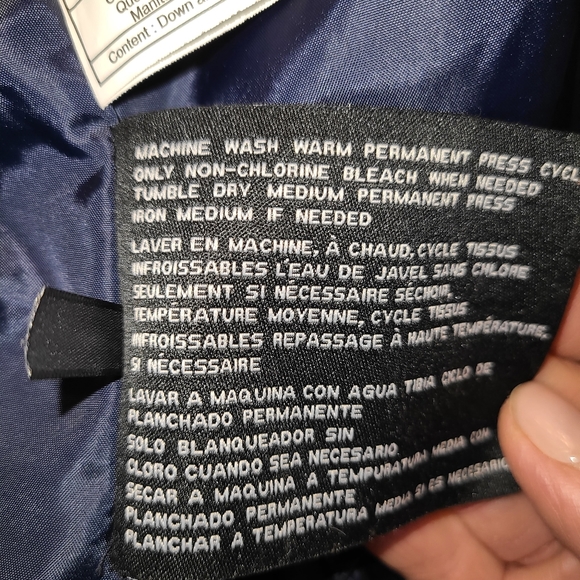 Content: Down
MACHINE WASH WARM PERMANENT PRESS CYCL
ONLY NON-CHLORINE BLEACH WHEN NEEDED
TUMBLE DRY MEDIUM PERMANENT PRESS
IRON MEDIUM IF NEEDED
LAVER EN MACHINE, À CHAUD, CYCLE TISSUS
INFROISSABLES L'EAU DE JAVEL SANS CHLORE
SEULEMENT SI NÉCESSAIRE SÉCHOIR,
TEMPÉRATURE MOYENNE, CYCLE TISSUS
INFROISSABLES REPASSAGE À HAUTE TEMPÉRATURE,
SI NÉCESSAIRE
LAVAR A MAQUINA CON AGUA TIBIA CICLO DE
PLANCHADO PERMANENTE
SOLO BLANQUEADOR SIN
CLORO CUANDO SEA NECESARIO
SECAR A MAQUINA A TEMPURATURA MEDIA CON
PLANCHADO PERMANENTE
PLANCHAR A TEMPERATURA MEDIA SI ES NECESARIO